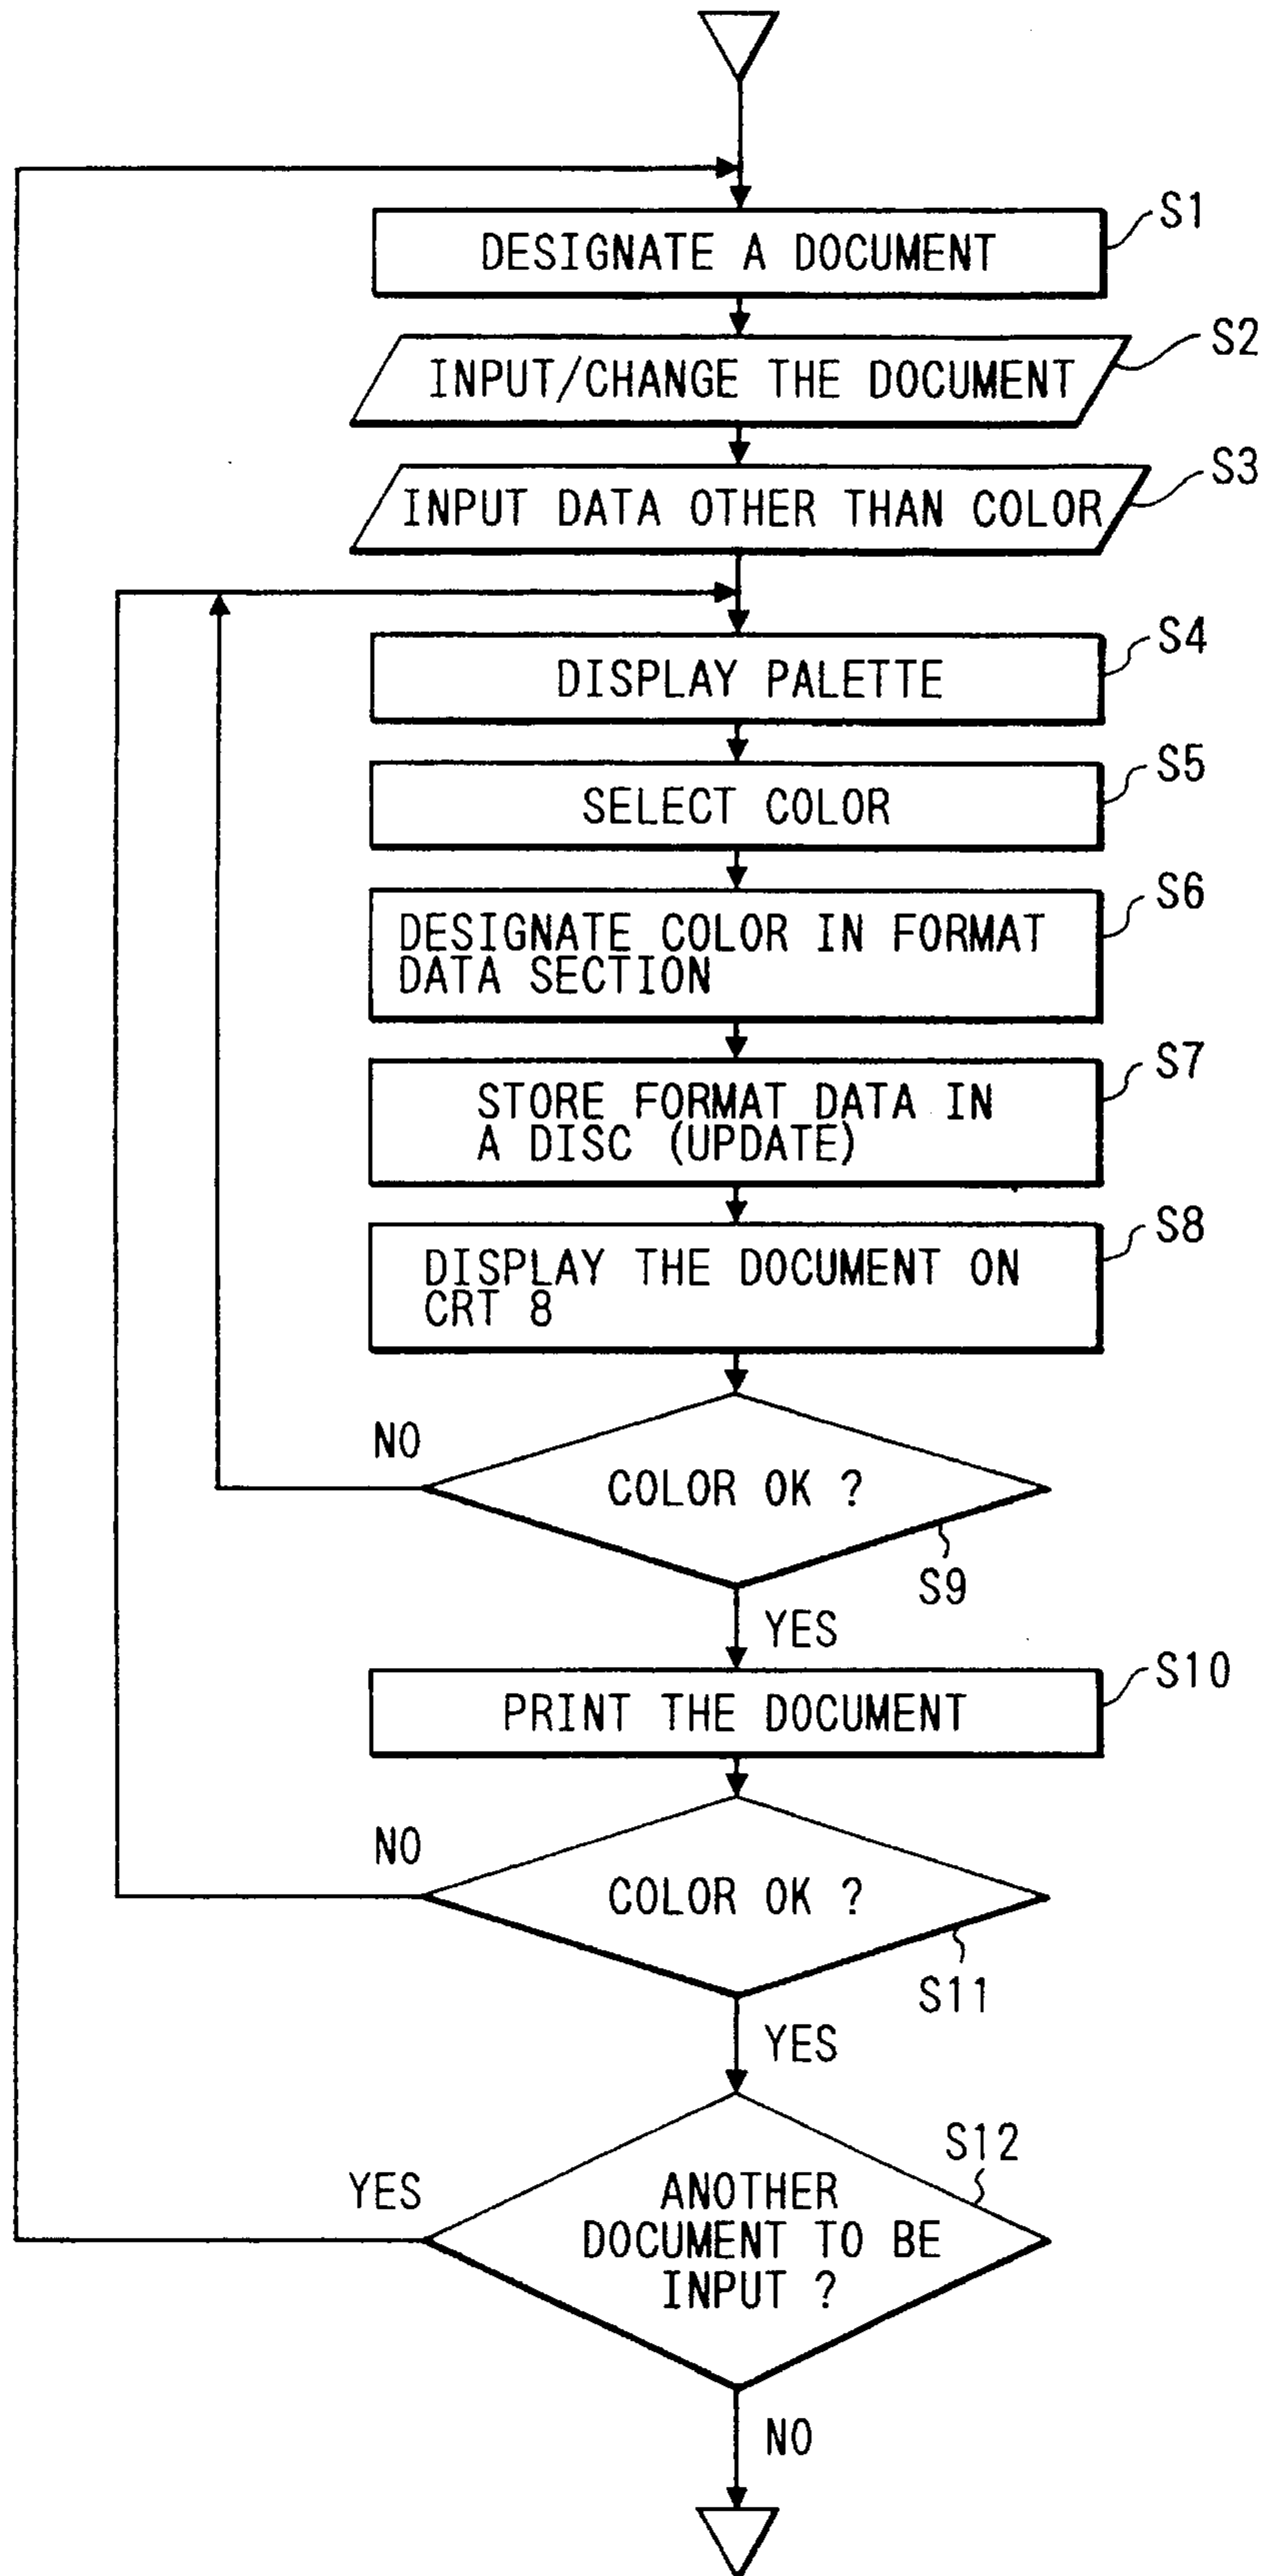 S1
DESIGNATE A DOCUMENT
S2
INPUT/CHANGE THE DOCUMENT
S3
INPUT DATA OTHER THAN COLOR
S4
DISPLAY PALETTE
S5
SELECT COLOR
S6
DESIGNATE COLOR IN FORMAT
DATA SECTION
S7
STORE FORMAT DATA IN
A DISC (UPDATE)
S8
DISPLAY THE DOCUMENT ON
CRT 8
NO
COLOR OK ?
S9
YES
S10
PRINT THE DOCUMENT
NO
COLOR OK ?
S11
YES
S12
YES
ANOTHER
DOCUMENT TO BE
INPUT ?
NO